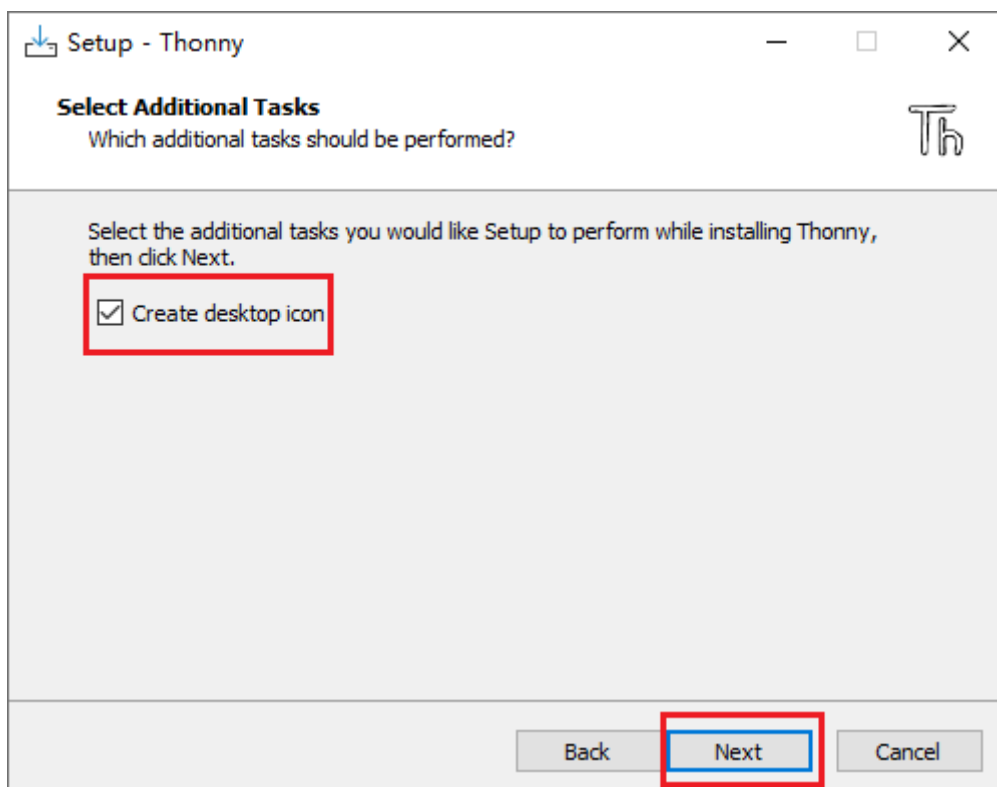 Setup - Thonny
Select Additional Tasks
Which additional tasks should be performed?
Th
Select the additional tasks you would like Setup to perform while installing Thonny,
then click Next.
Create desktop icon
Back Next Cancel